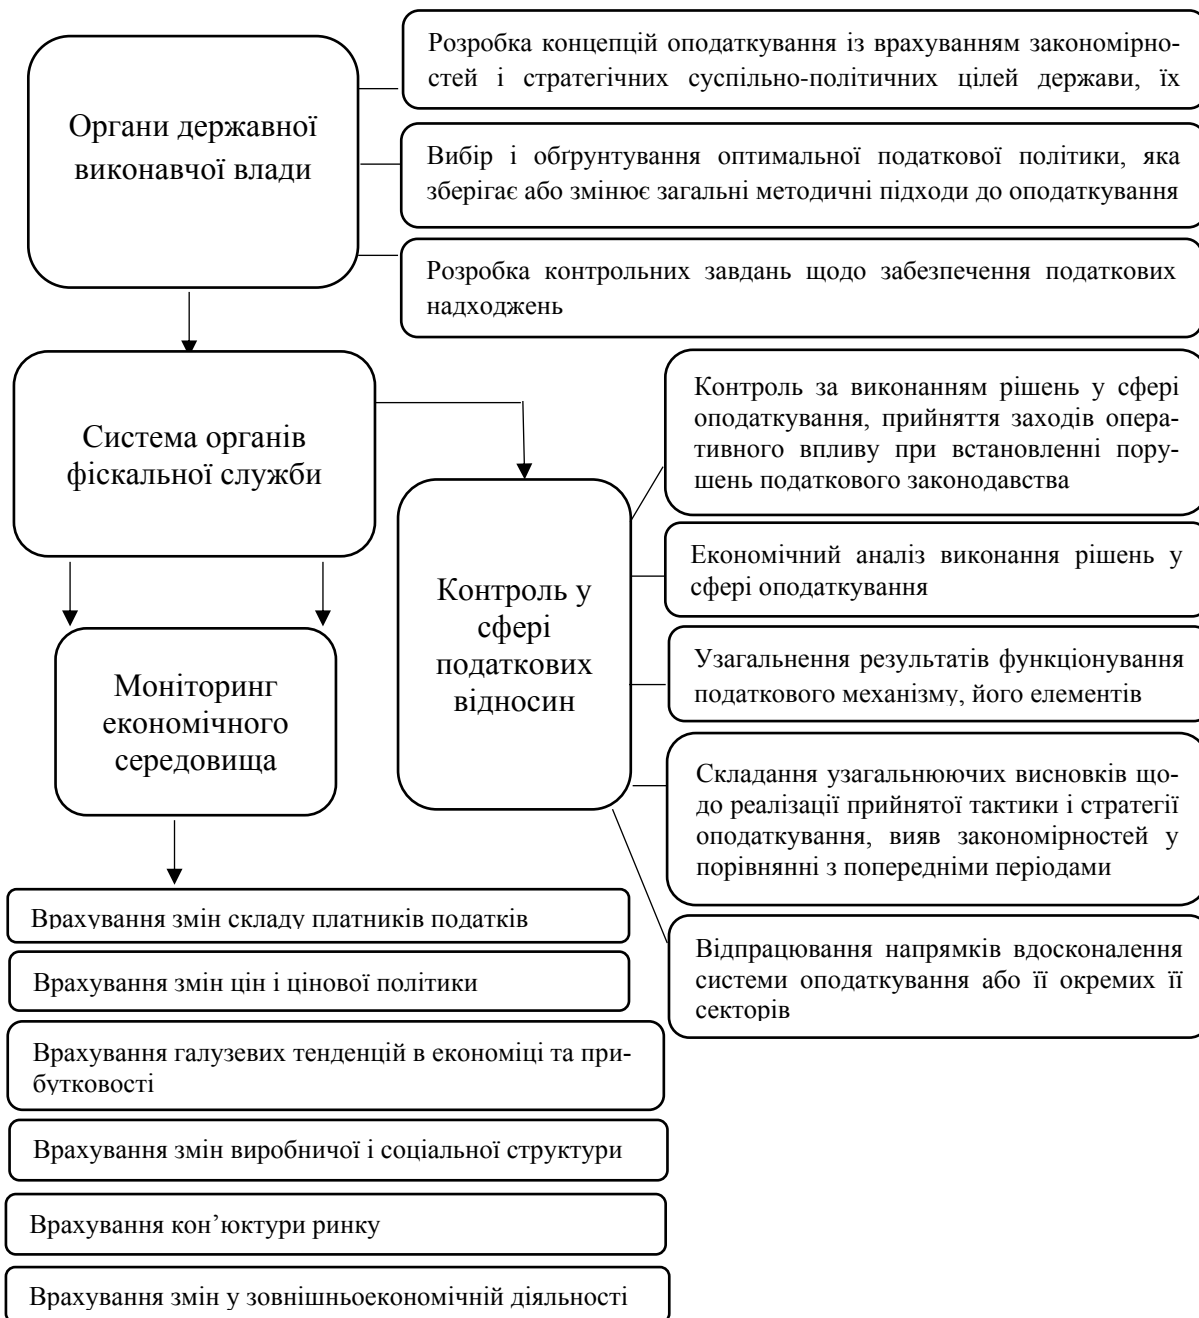 Органи державної
виконавчої влади
Розробка концепцій оподаткування із врахуванням закономірно-
стей і стратегічних суспільно-політичних цілей держави, їх
Вибір і обґрунтування оптимальної податкової політики, яка
зберігає або змінює загальні методичні підходи до оподаткування
Розробка контрольних завдань щодо забезпечення податкових
надходжень
Система органів
фіскальної служби
Контроль у
сфері
податкових
відносин
Контроль за виконанням рішень у сфері
оподаткування, прийняття заходів опера-
тивного впливу при встановленні пору-
шень податкового законодавства
Економічний аналіз виконання рішень у
сфері оподаткування
Узагальнення результатів функціонування
податкового механізму, його елементів
Складання узагальнюючих висновків що-
до реалізації прийнятої тактики і стратегії
оподаткування, вияв закономірностей у
порівнянні з попередніми періодами
Відпрацювання напрямків вдосконалення
системи оподаткування або її окремих її
секторів
Моніторинг
економічного
середовища
Врахування змін складу платників податків
Врахування змін цін і цінової політики
Врахування галузевих тенденцій в економіці та при-
бутковості
Врахування змін виробничої і соціальної структури
Врахування кон’юктури ринку
Врахування змін у зовнішньоекономічній діяльності